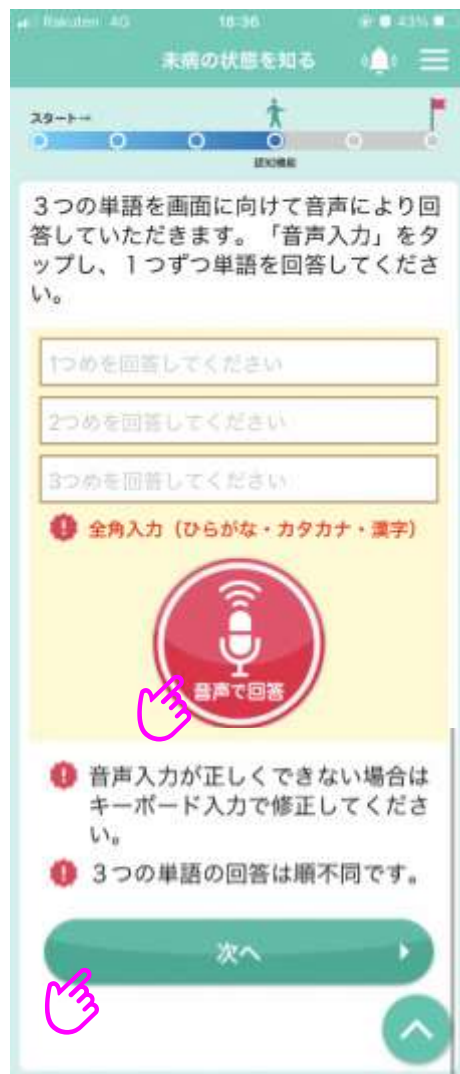 Rakuten 4G 18:36 43%
未病の状態を知る
スタート→
認知機能
３つの単語を画面に向けて音声により回
答していただきます。「音声入力」をタ
ップし、１つずつ単語を回答してくださ
い。
1つめを回答してください
2つめを回答してください
3つめを回答してください
全角入力（ひらがな・カタカナ・漢字）
音声で回答
音声入力が正しくできない場合は
キーボード入力で修正してくださ
い。
３つの単語の回答は順不同です。
次へ